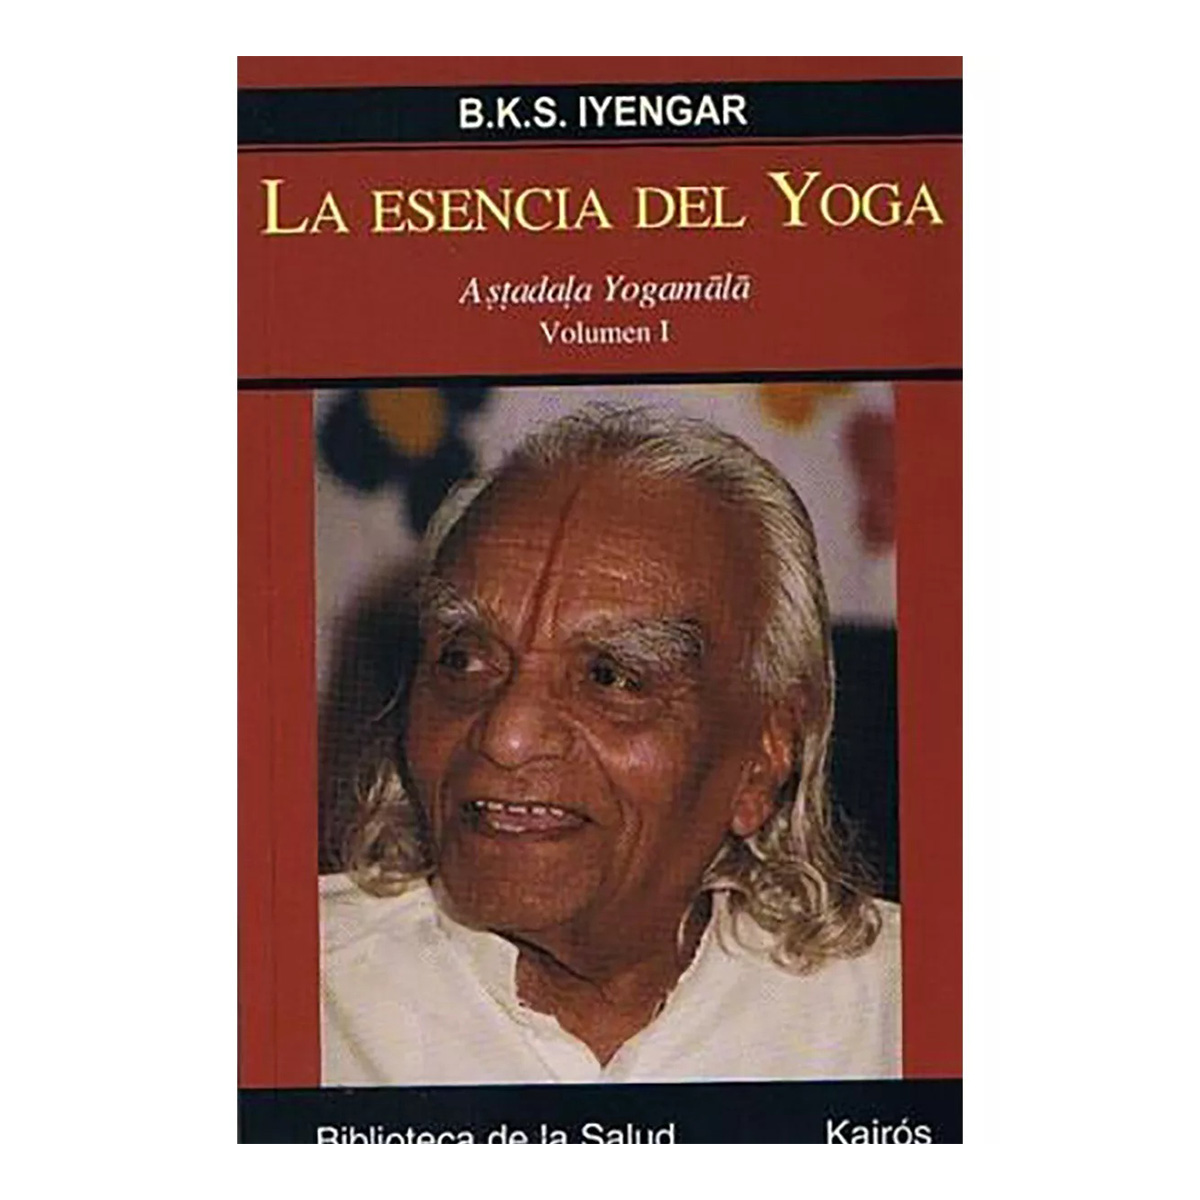 B.K.S. IYENGAR
LA ESENCIA DEL YOGA
Aṣṭadaḷa Yogamālā
Volumen I
Biblioteca de la Salud
Kairós